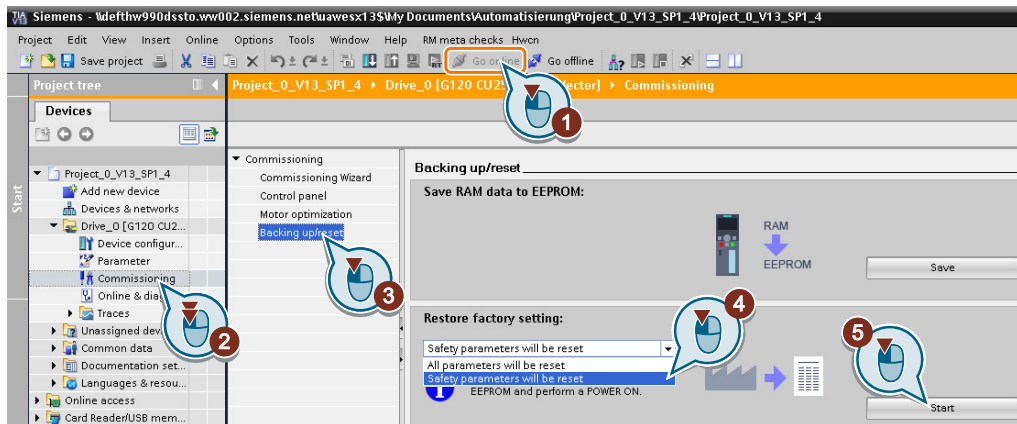 Siemens - \\defthw990dssto.ww002.siemens.net\uawesx13$\My Documents\Automatisierung\Project_0_V13_SP1_4\Project_0_V13_SP1_4
Project Edit View Insert Online Options Tools Window Help RM meta checks Hwcn
Save project Go online Go offline
Project tree
Project_0_V13_SP1_4 Drive_0 [G120 Commissioning
Devices
Start
Project_0_V13_SP1_4
Add new device
Devices & networks
Drive_0 [G120 CU2...
Device configur...
Parameter
Commissioning
Online &
Traces
Unassigned
Common data
Documentation set...
Languages & resou...
Online access
Card Reader/USB mem...
Commissioning
Commissioning Wizard
Control panel
Motor optimization
Backing up/reset
Backing up/reset
Save RAM data to EEPROM:
RAM
EEPROM
Save
Restore factory setting:
Safety parameters will be reset
All parameters will be reset
Safety parameters will be reset
EEPROM and perform a POWER ON.
Start
1
2
3
4
5